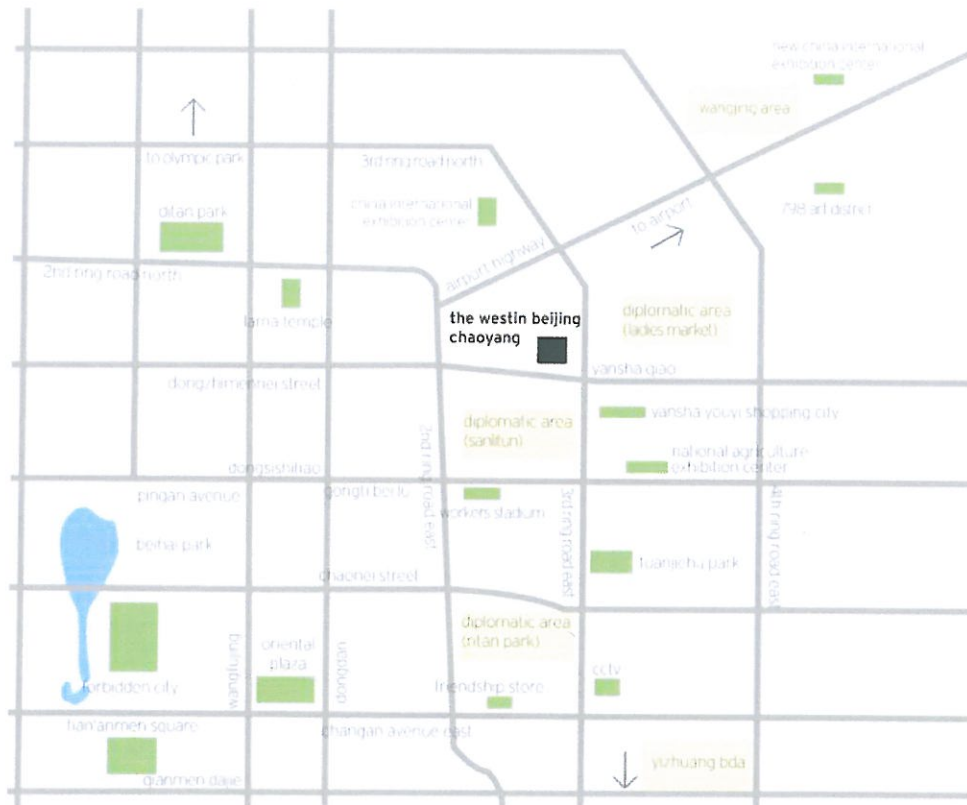 new china international
exhibition center
wangjing area
to olympic park
3rd ring road north
ditan park
china international
exhibition center
798 art district
to airport
2nd ring road north
airport highway
lama temple
the westin beijing
chaoyang
diplomatic area
(ladies market)
yansha qiao
dongzhimennei street
diplomatic area
(sanlitun)
yansha youyi shopping city
2nd ring road east
national agriculture
exhibition center
dongsishitiao
pingan avenue
gongti bei lu
workers stadium
3rd ring road east
4th ring road east
beihai park
tuanjiehu park
chaonei street
diplomatic area
(ritan park)
wangfujing
oriental
plaza
dongdan
cctv
forbidden city
friendship store
tian'anmen square
changan avenue east
yizhuang bda
qianmen dajie